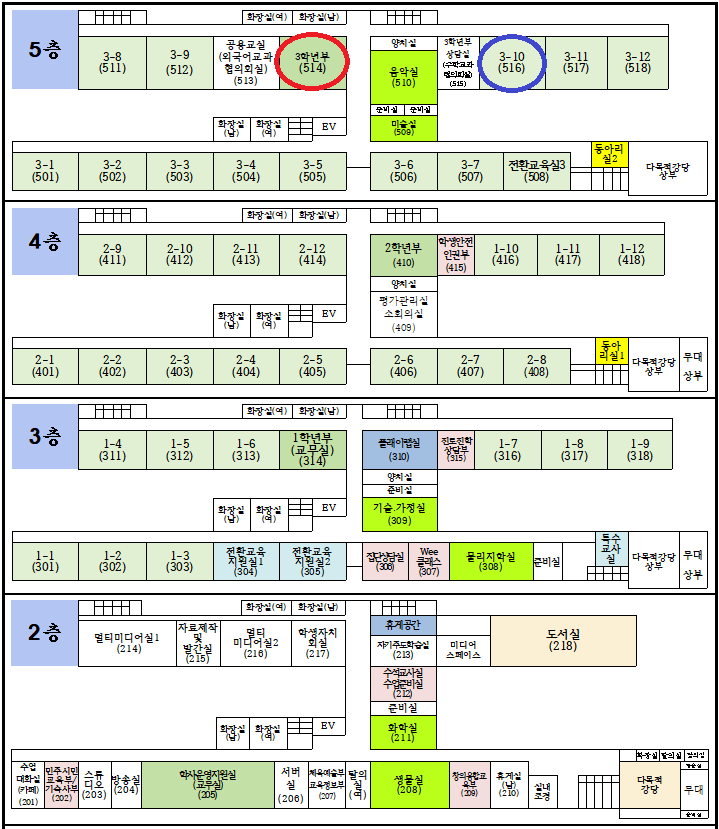 5층
화장실(여) 화장실(남)
3-8
(511)
3-9
(512)
공용교실
(외국어교과
협의회실)
(513)
3학년부
(514)
양치실
음악실
(510)
준비실 준비실
미술실
(509)
3학년부
상담실
(수학교과
협의회실)
(515)
3-10
(516)
3-11
(517)
3-12
(518)
화장실
(남)
화장실
(여)
EV
3-1
(501)
3-2
(502)
3-3
(503)
3-4
(504)
3-5
(505)
3-6
(506)
3-7
(507)
전환교육실3
(508)
동아리
실2
다목적강당
상부
4층
화장실(여) 화장실(남)
2-9
(411)
2-10
(412)
2-11
(413)
2-12
(414)
2학년부
(410)
학생안전
인권부
(415)
1-10
(416)
1-11
(417)
1-12
(418)
양치실
평가관리실
소회의실
(409)
화장실
(남)
화장실
(여)
EV
2-1
(401)
2-2
(402)
2-3
(403)
2-4
(404)
2-5
(405)
2-6
(406)
2-7
(407)
2-8
(408)
동아
리실1
다목적강당
상부
무대
상부
3층
화장실(여) 화장실(남)
1-4
(311)
1-5
(312)
1-6
(313)
1학년부
(교무실)
(314)
플레이랩실
(310)
진로진학
상담부
(315)
1-7
(316)
1-8
(317)
1-9
(318)
양치실
준비실
기술.가정실
(309)
화장실
(남)
화장실
(여)
EV
1-1
(301)
1-2
(302)
1-3
(303)
전환교육
지원실1
(304)
전환교육
지원실2
(305)
집단상담실
(306)
Wee
클래스
(307)
물리지학실
(308)
준비실
특수
교사
실
다목적강당
상부
무대
상부
2층
화장실(여) 화장실(남)
멀티미디어실1
(214)
자료제작
및
발간실
(215)
멀티
미디어실2
(216)
학생자치
회실
(217)
휴게공간
자기주도학습실
(213)
미디어
스페이스
도서실
(218)
수석교사실
수업준비실
(212)
준비실
화학실
(211)
화장실
(남)
화장실
(여)
EV
수업
대화실
(카페)
(201)
민주시민
교육부/
기숙사부
(202)
스튜
디오
(203)
방송실
(204)
학사운영지원실
(교무실)
(205)
서버
실
(206)
체육예술부
교육정보부
(207)
탈의
실
(여)
생물실
(208)
창의융합교
육부
(209)
휴게실
(남)
(210)
실내
조경
화장실 탈의실
다목적
강당
무대